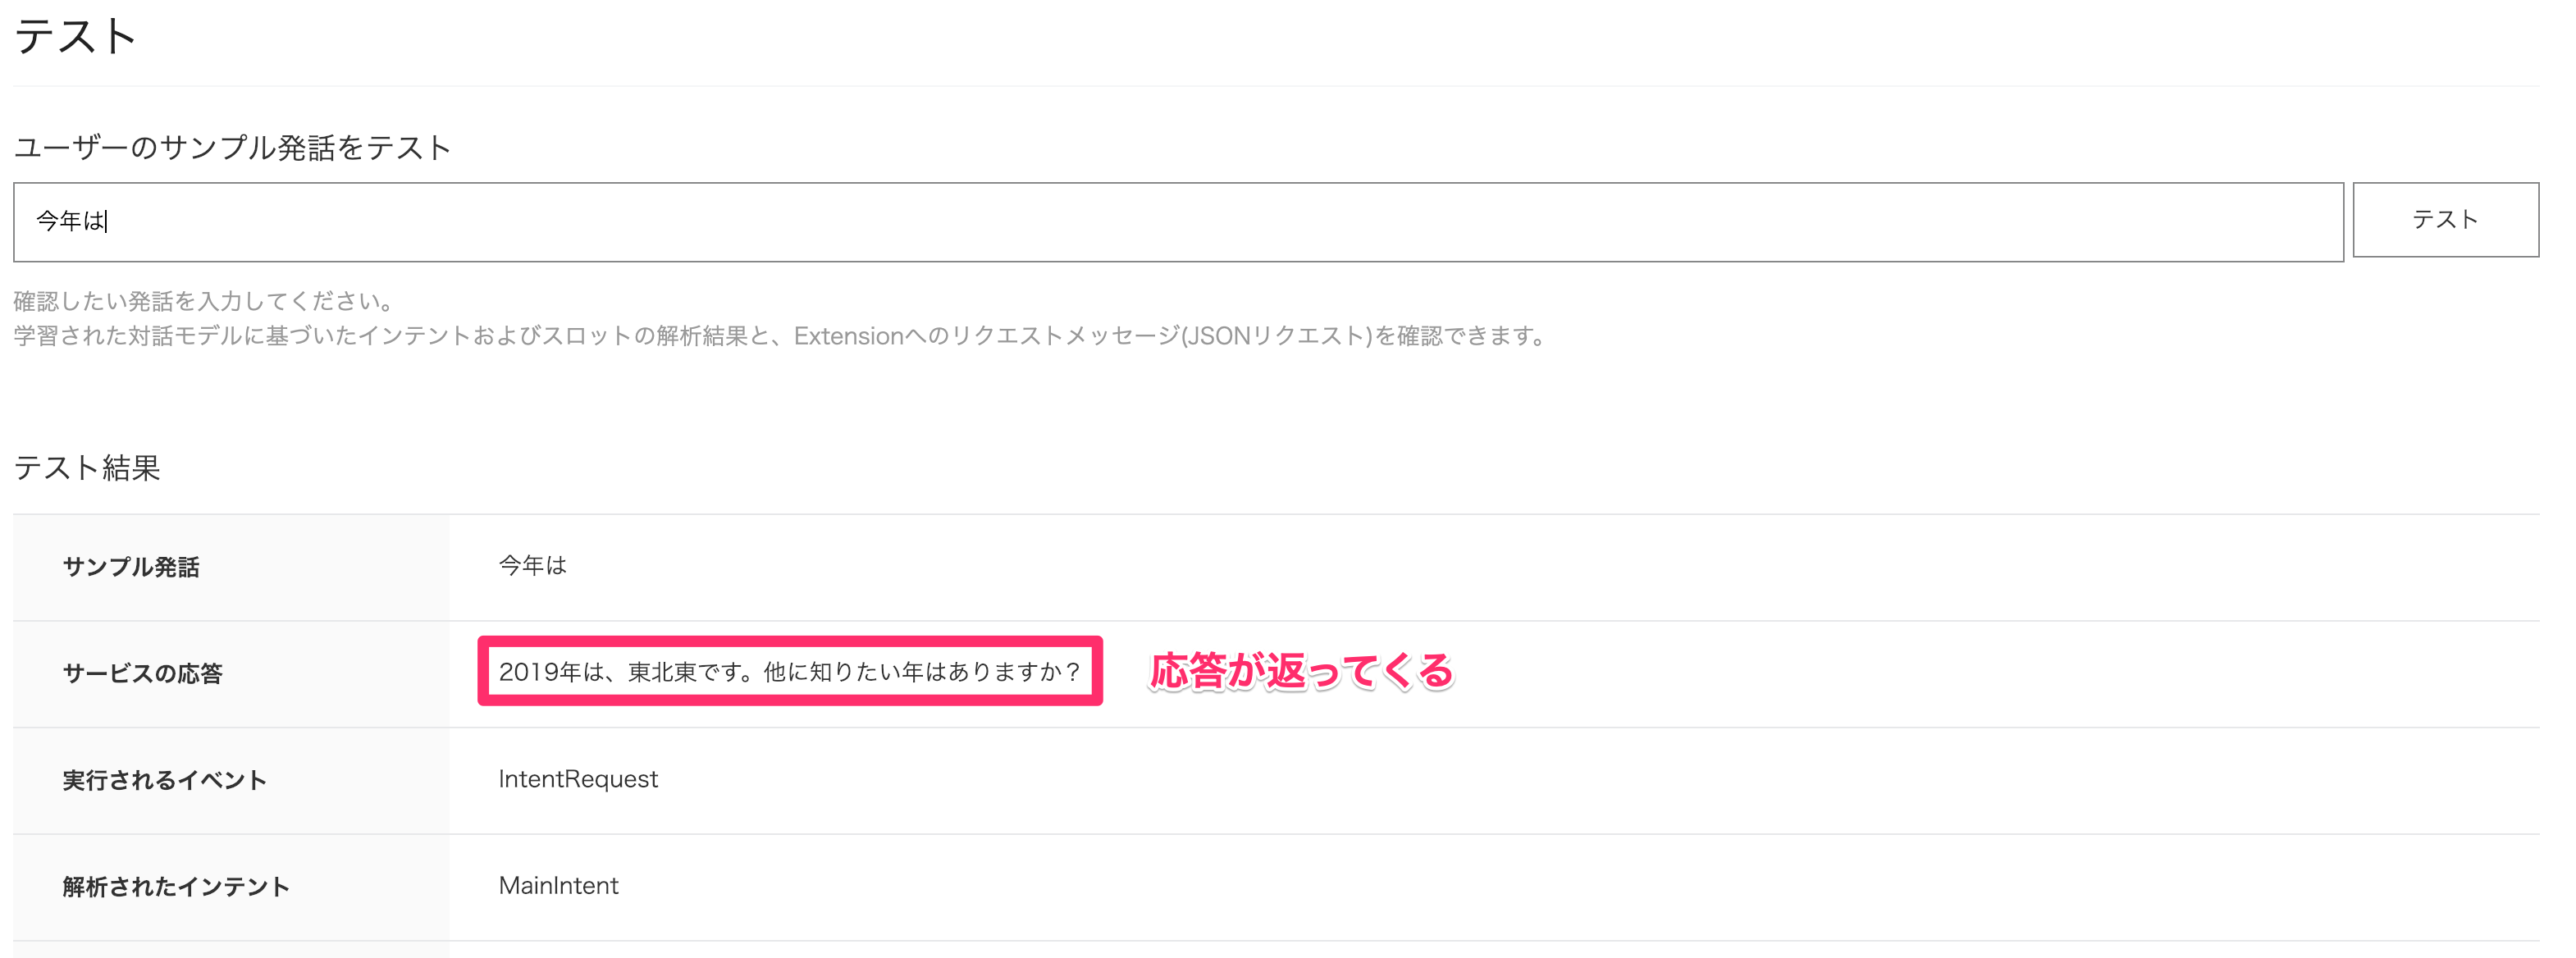 テスト
ユーザーのサンプル発話をテスト
今年は
テスト
確認したい発話を入力してください。
学習された対話モデルに基づいたインテントおよびスロットの解析結果と、Extensionへのリクエストメッセージ(JSONリクエスト)を確認できます。
テスト結果
サンプル発話 今年は
サービスの応答 2019年は、東北東です。他に知りたい年はありますか？ 応答が返ってくる
実行されるイベント IntentRequest
解析されたインテント MainIntent